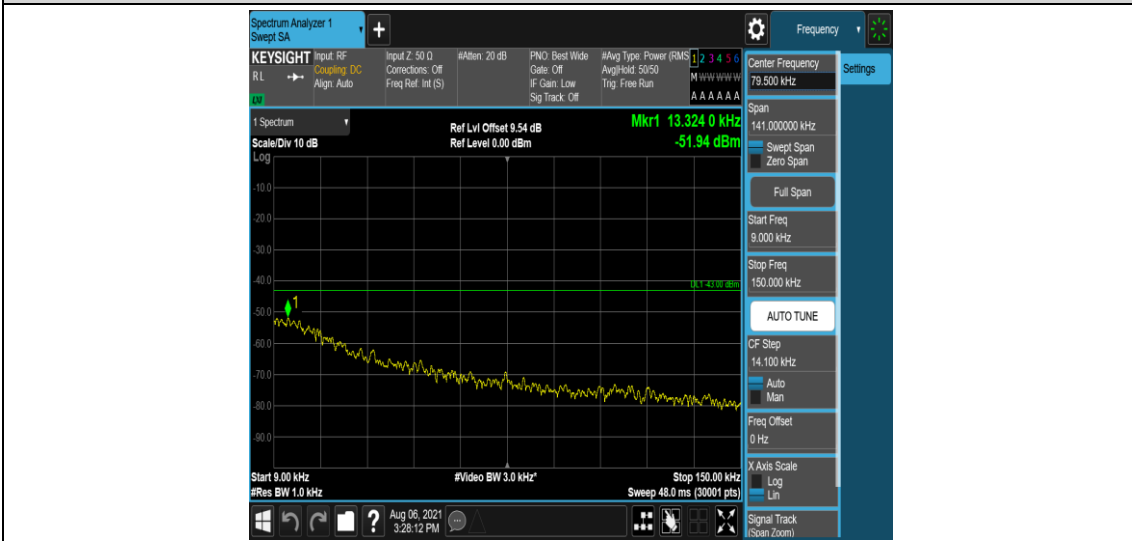 Spectrum Analyzer 1
Swept SA
+
Frequency
KEYSIGHT
RL
LXI
Input: RF
Coupling: DC
Align: Auto
Input Z: 50 Ω
Corrections: Off
Freq Ref: Int (S)
#Atten: 20 dB
PNO: Best Wide
Gate: Off
IF Gain: Low
Sig Track: Off
#Avg Type: Power (RMS
Avg|Hold: 50/50
Trig: Free Run
1 2 3 4 5 6
M W W W W W
A A A A A A
1 Spectrum
Scale/Div 10 dB
Ref Lvl Offset 9.54 dB
Ref Level 0.00 dBm
Mkr1 13.324 0 kHz
-51.94 dBm
Log
-10.0
-20.0
-30.0
-40.0
-50.0
-60.0
-70.0
-80.0
-90.0
DL1 -43.00 dBm
1
Start 9.00 kHz
#Res BW 1.0 kHz
#Video BW 3.0 kHz*
Stop 150.00 kHz
Sweep 48.0 ms (30001 pts)
Center Frequency
79.500 kHz
Settings
Span
141.000000 kHz
Swept Span
Zero Span
Full Span
Start Freq
9.000 kHz
Stop Freq
150.000 kHz
AUTO TUNE
CF Step
14.100 kHz
Auto
Man
Freq Offset
0 Hz
X Axis Scale
Log
Lin
Signal Track
(Span Zoom)
?
Aug 06, 2021
3:28:12 PM